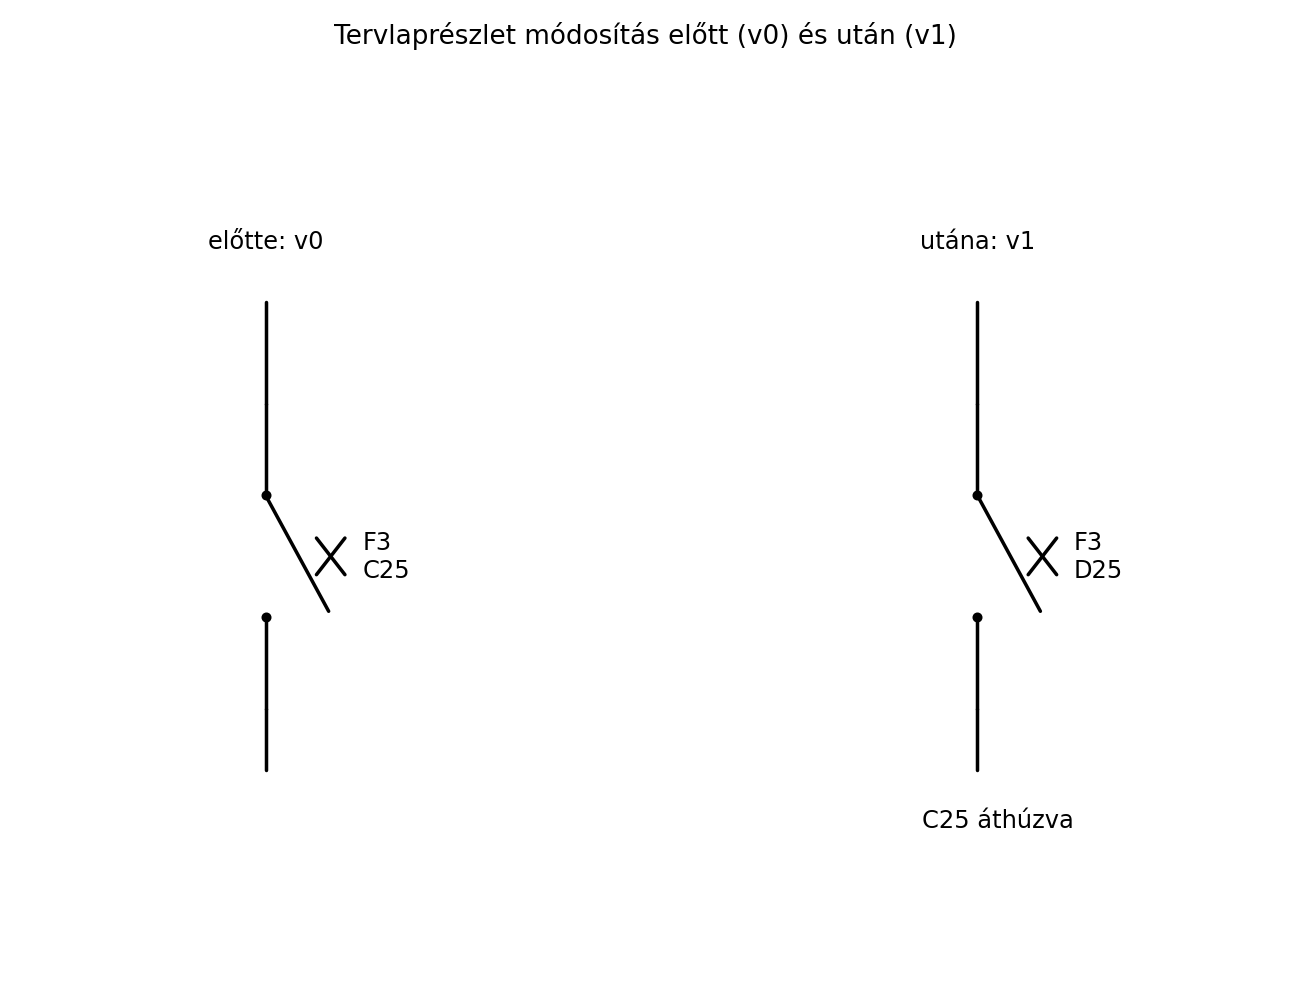 Tervlaprészlet módosítás előtt (v0) és után (v1)
előtte: v0
utána: v1
F3
C25
F3
D25
C25 áthúzva